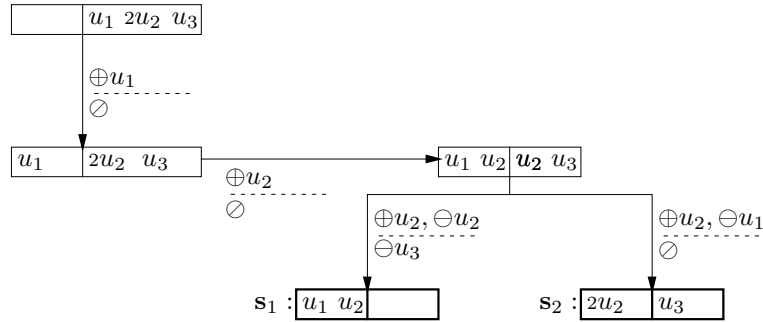 u₁ 2u₂ u₃
⊕u₁
⊘
u₁ 2u₂ u₃
⊕u₂
⊘
u₁ u₂ u₂ u₃
⊕u₂, ⊖u₂
⊖u₃
⊕u₂, ⊖u₁
⊘
s₁ : u₁ u₂
s₂ : 2u₂ u₃